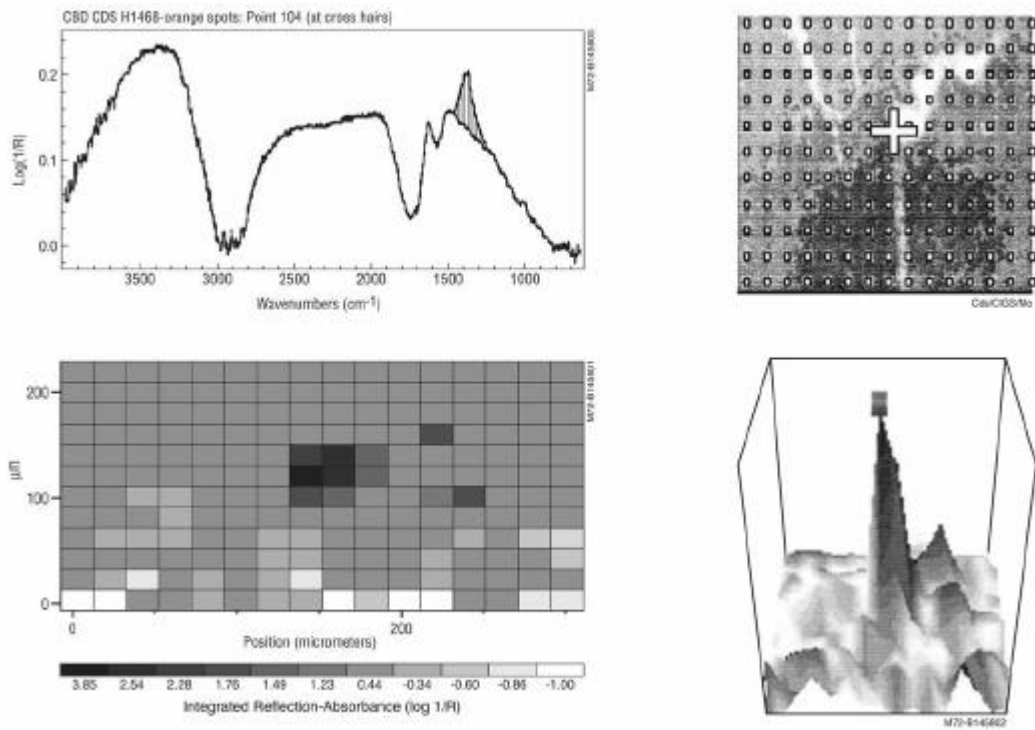 CBD CDS H1468-orange spots: Point 104 (at cross hairs)
M72-B145800
0.2
0.1
0.0
Log(1/R)
3500 3000 2500 2000 1500 1000
Wavenumbers (cm-1)
Cds/CIGS/Mo
M72-B145801
200
100
0
μm
0 200
Position (micrometers)
3.85 2.54 2.28 1.76 1.49 1.23 0.44 -0.34 -0.60 -0.86 -1.00
Integrated Reflection-Absorbance (log 1/R)
M72-B145802